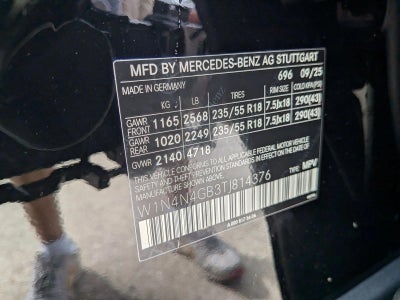 MFD BY MERCEDES-BENZ AG STUTTGART
MADE IN GERMANY 696 09/25
KG LB TIRES RIM SIZE COLD KPA(PSI)
GAWR FRONT 1165 2568 235/55 R18 7.5Jx18 290(43)
GAWR REAR 1020 2249 235/55 R18 7.5Jx18 290(43)
GVWR 2140 4718
THIS VEHICLE CONFORMS TO ALL APPLICABLE FEDERAL MOTOR VEHICLE
SAFETY AND THEFT PREVENTION STANDARDS IN EFFECT ON THE DATE
OF MANUFACTURE SHOWN ABOVE. TYPE: MPV
W1N4N4GB3TJ814376